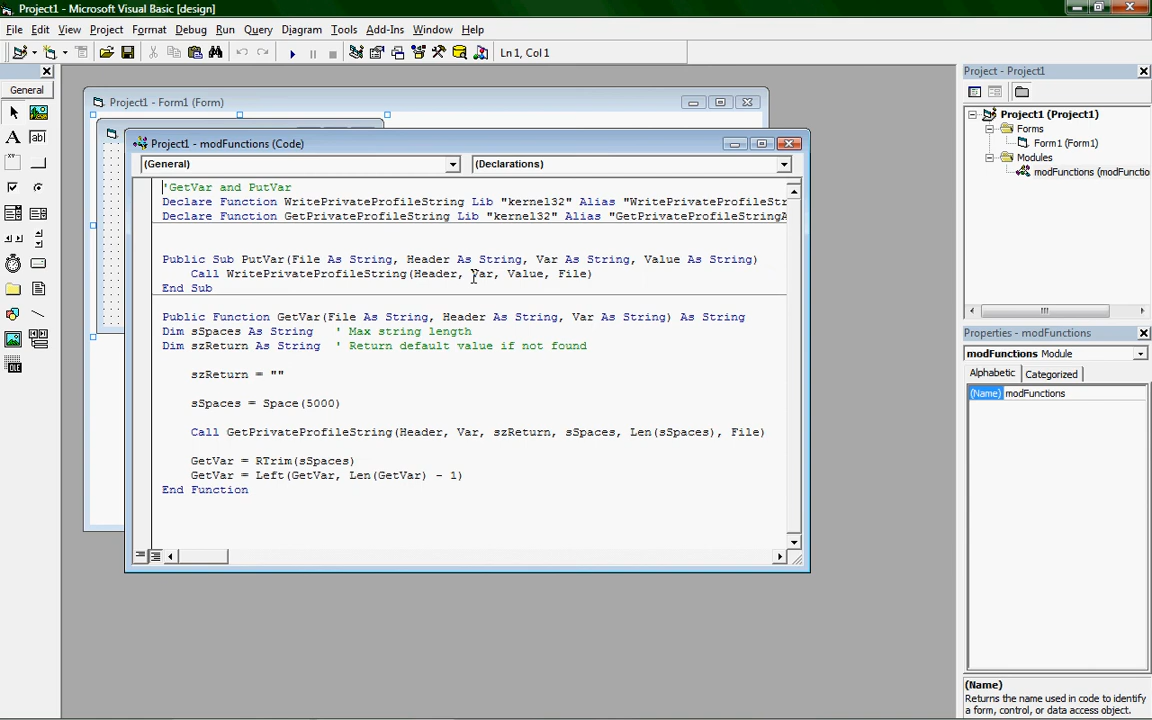 Project1 - Microsoft Visual Basic [design]
File Edit View Project Format Debug Run Query Diagram Tools Add-Ins Window Help
Ln 1, Col 1
General
Project1 - Form1 (Form)
Project1 - modFunctions (Code)
(General) (Declarations)
'GetVar and PutVar
Declare Function WritePrivateProfileString Lib "kernel32" Alias "WritePrivateProfileStr
Declare Function GetPrivateProfileString Lib "kernel32" Alias "GetPrivateProfileStringA
Public Sub PutVar(File As String, Header As String, Var As String, Value As String)
Call WritePrivateProfileString(Header, Var, Value, File)
End Sub
Public Function GetVar(File As String, Header As String, Var As String) As String
Dim sSpaces As String ' Max string length
Dim szReturn As String ' Return default value if not found
szReturn = ""
sSpaces = Space(5000)
Call GetPrivateProfileString(Header, Var, szReturn, sSpaces, Len(sSpaces), File)
GetVar = RTrim(sSpaces)
GetVar = Left(GetVar, Len(GetVar) - 1)
End Function
Project - Project1
Project1 (Project1)
Forms
Form1 (Form1)
Modules
modFunctions (modFunctio
Properties - modFunctions
modFunctions Module
Alphabetic Categorized
(Name) modFunctions
(Name)
Returns the name used in code to identify
a form, control, or data access object.